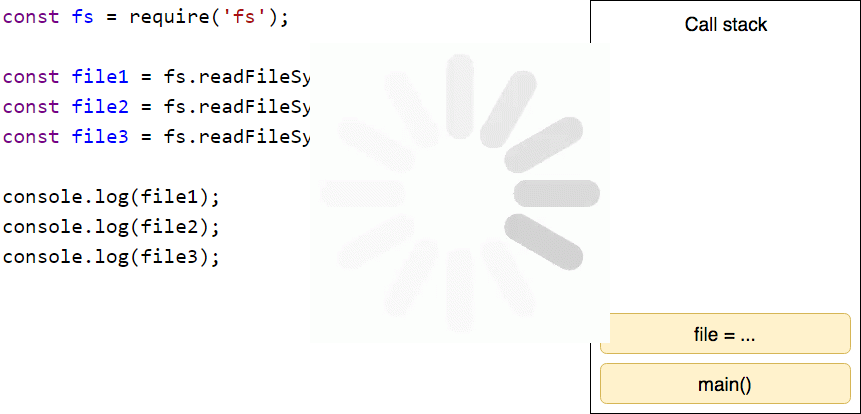 const fs = require('fs');
const file1 = fs.readFileSy
const file2 = fs.readFileSy
const file3 = fs.readFileSy
console.log(file1);
console.log(file2);
console.log(file3);
Call stack
file = ...
main()